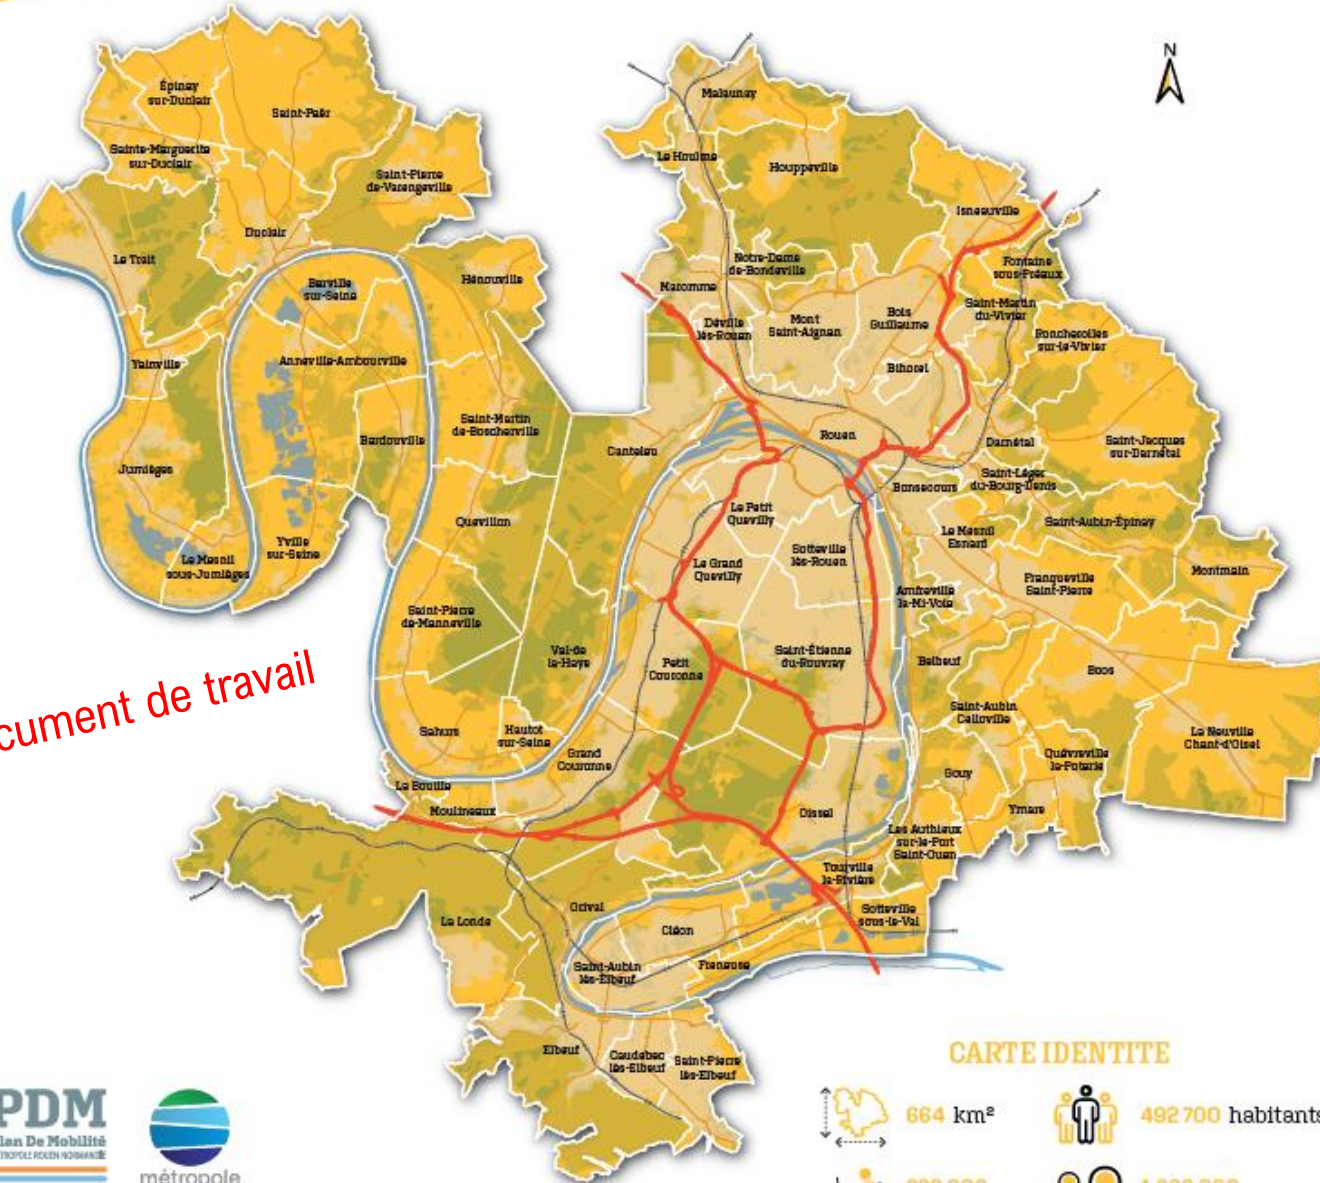 N
Malaunay
Épinay
sur-Duclair
Saint-Paër
Sainte-Marguerite
sur-Duclair
Le Houlme
Houppeville
Saint-Pierre
de-Varengeville
Isneauville
Duclair
Le Trait
Notre-Dame
de-Bondeville
Fontaine
sous-Préaux
Hénouville
Berville
sur-Seine
Maromme
Saint-Martin
du-Vivier
Déville
lès-Rouen
Mont
Saint-Aignan
Bois
Guillaume
Roncherolles
sur-le-Vivier
Yainville
Anneville-Ambourville
Bihorel
Saint-Martin
de-Boscherville
Bardouville
Canteleu
Rouen
Darnétal
Saint-Jacques
sur-Darnétal
Jumièges
Saint-Léger
du-Bourg-Denis
Bonsecours
Le Petit
Quevilly
Quevillon
Saint-Aubin-Épinay
Le Mesnil
Esnard
Yville
sur-Seine
Sotteville
lès-Rouen
Le Mesnil
sous-Jumièges
Le Grand
Quevilly
Montmain
Franqueville
Saint-Pierre
Amfreville
la-Mi-Voie
Saint-Pierre
de-Manneville
Val-de
la-Haye
Petit
Couronne
Saint-Étienne
du-Rouvray
Belbeuf
Boos
cument de travail
Saint-Aubin
Celloville
Sahurs
Hautot
sur-Seine
La Neuville
Chant-d'Oisel
Grand
Couronne
Quévreville
la-Poterie
Gouy
La Bouille
Moulineaux
Oissel
Ymare
Les Authieux
sur-le-Port
Saint-Ouen
Tourville
la-Rivière
Orival
Sotteville
sous-le-Val
La Londe
Cléon
Saint-Aubin
lès-Elbeuf
Freneuse
Elbeuf
Caudebec
lès-Elbeuf
Saint-Pierre
lès-Elbeuf
CARTE IDENTITE
664 km²
492 700 habitants
PDM
lan De Mobilité
TROPOLE ROUEN NORMANDIE
métropole